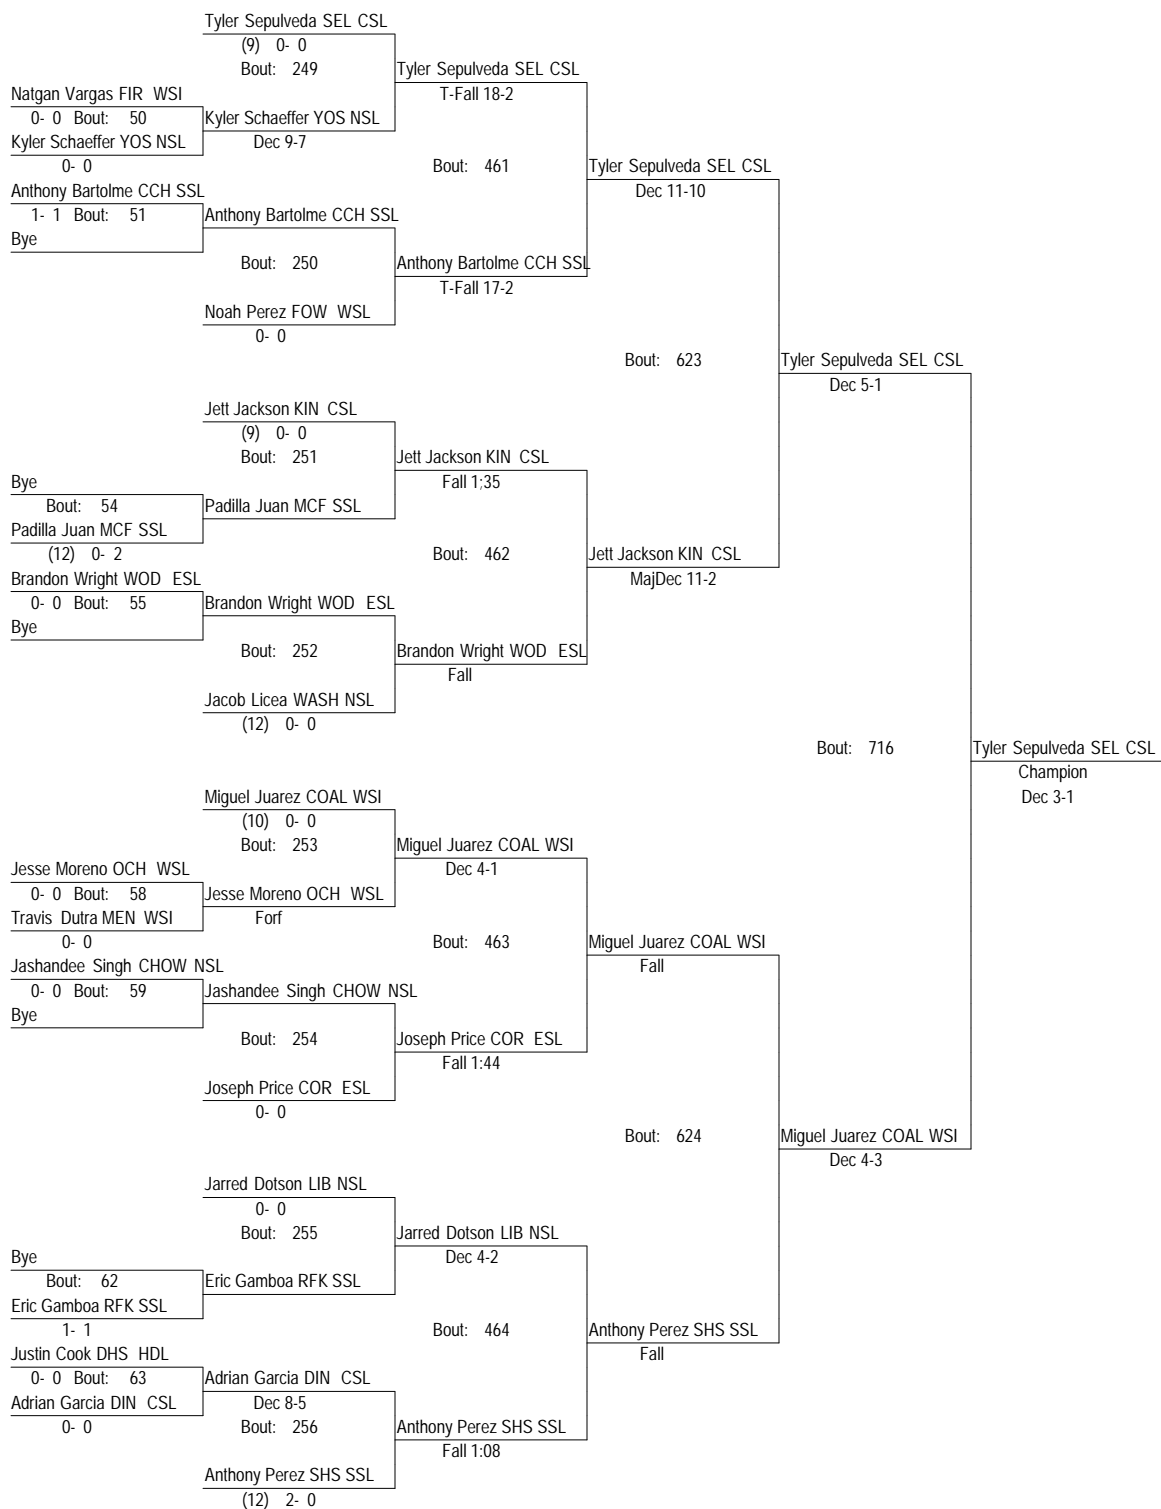 Tyler Sepulveda SEL CSL
(9) 0- 0
Bout: 249
Tyler Sepulveda SEL CSL
T-Fall 18-2
Natgan Vargas FIR WSI
0- 0 Bout: 50
Kyler Schaeffer YOS NSL
Kyler Schaeffer YOS NSL
Dec 9-7
0- 0
Bout: 461
Tyler Sepulveda SEL CSL
Dec 11-10
Anthony Bartolme CCH SSL
1- 1 Bout: 51
Anthony Bartolme CCH SSL
Bye
Bout: 250
Anthony Bartolme CCH SSL
T-Fall 17-2
Noah Perez FOW WSL
0- 0
Bout: 623
Tyler Sepulveda SEL CSL
Dec 5-1
Jett Jackson KIN CSL
(9) 0- 0
Bout: 251
Jett Jackson KIN CSL
Fall 1;35
Bye
Bout: 54
Padilla Juan MCF SSL
Padilla Juan MCF SSL
(12) 0- 2
Bout: 462
Jett Jackson KIN CSL
MajDec 11-2
Brandon Wright WOD ESL
0- 0 Bout: 55
Brandon Wright WOD ESL
Bye
Bout: 252
Brandon Wright WOD ESL
Fall
Jacob Licea WASH NSL
(12) 0- 0
Bout: 716
Tyler Sepulveda SEL CSL
Champion
Dec 3-1
Miguel Juarez COAL WSI
(10) 0- 0
Bout: 253
Miguel Juarez COAL WSI
Dec 4-1
Jesse Moreno OCH WSL
0- 0 Bout: 58
Jesse Moreno OCH WSL
Forf
Travis Dutra MEN WSI
0- 0
Bout: 463
Miguel Juarez COAL WSI
Fall
Jashandee Singh CHOW NSL
0- 0 Bout: 59
Jashandee Singh CHOW NSL
Bye
Bout: 254
Joseph Price COR ESL
Fall 1:44
Joseph Price COR ESL
0- 0
Bout: 624
Miguel Juarez COAL WSI
Dec 4-3
Jarred Dotson LIB NSL
0- 0
Bout: 255
Jarred Dotson LIB NSL
Dec 4-2
Bye
Bout: 62
Eric Gamboa RFK SSL
Eric Gamboa RFK SSL
1- 1
Bout: 464
Anthony Perez SHS SSL
Fall
Justin Cook DHS HDL
0- 0 Bout: 63
Adrian Garcia DIN CSL
Dec 8-5
Adrian Garcia DIN CSL
0- 0
Bout: 256
Anthony Perez SHS SSL
Fall 1:08
Anthony Perez SHS SSL
(12) 2- 0